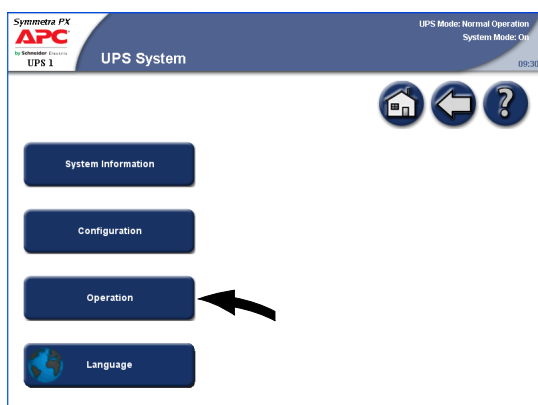 Symmetra PX
APC
by Schneider Electric
UPS 1
UPS System
UPS Mode: Normal Operation
System Mode: On
09:30
?
System Information
Configuration
Operation
Language